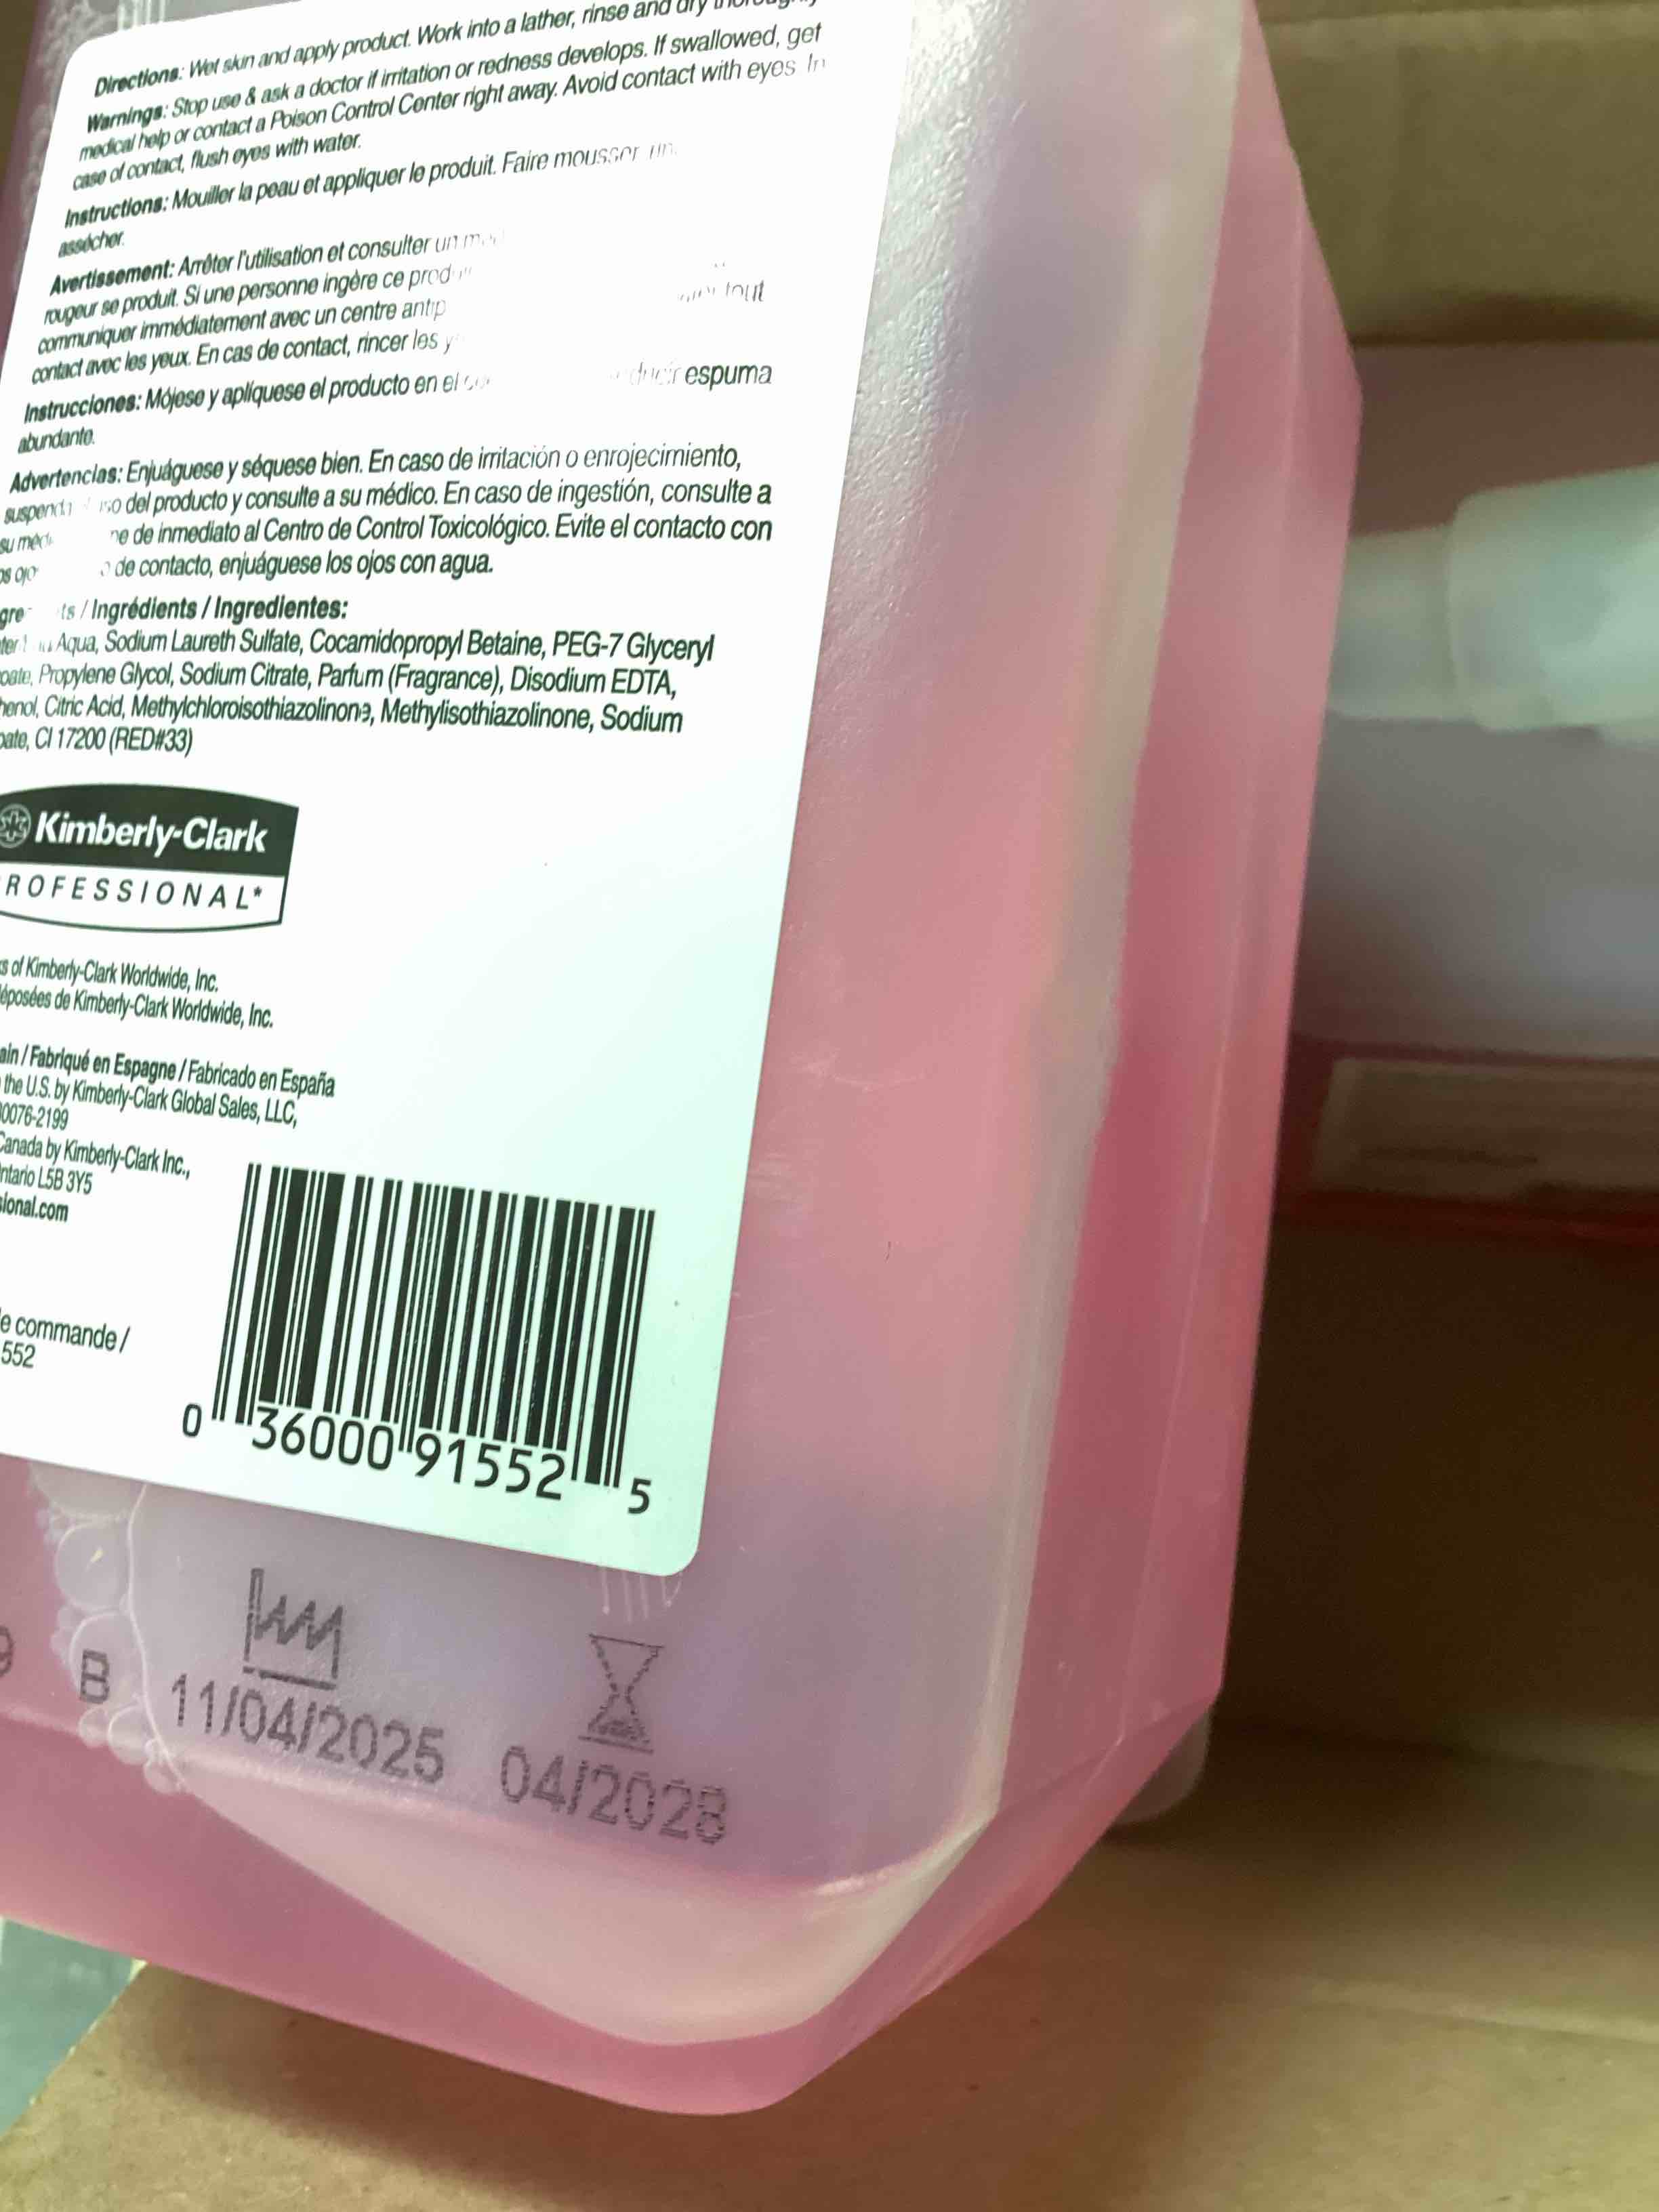 Directions: Wet skin and apply product. Work into a lather, rinse and dry
Warnings: Stop use & ask a doctor if irritation or redness develops. If swallowed, get
medical help or contact a Poison Control Center right away. Avoid contact with eyes. In
case of contact, flush eyes with water.
Instructions: Mouiller la peau et appliquer le produit. Faire mousser
assécher.
Avertissement: Arrêter l'utilisation et consulter un
rougeur se produit. Si une personne ingère ce
communiquer immédiatement avec un centre tout
contact avec les yeux. En cas de contact, rincer les
Instrucciones: Mójese y aplíquese el producto en el espuma
abundante.
Advertencias: Enjuáguese y séquese bien. En caso de irritación o enrojecimiento,
del producto y consulte a su médico. En caso de ingestión, consulte a
su de inmediato al Centro de Control Toxicológico. Evite el contacto con
de contacto, enjuáguese los ojos con agua.
/ Ingrédients / Ingredientes:
Aqua, Sodium Laureth Sulfate, Cocamidopropyl Betaine, PEG-7 Glyceryl
Propylene Glycol, Sodium Citrate, Parfum (Fragrance), Disodium EDTA,
Citric Acid, Methylchloroisothiazolinone, Methylisothiazolinone, Sodium
CI 17200 (RED#33)
Kimberly-Clark
ROFESSIONAL*
of Kimberly-Clark Worldwide, Inc.
de Kimberly-Clark Worldwide, Inc.
/ Fabriqué en Espagne / Fabricado en España
the U.S. by Kimberly-Clark Global Sales, LLC,
0076-2199
Canada by Kimberly-Clark Inc.,
L5B 3Y5
ional.com
commande /
552
0 36000 91552 5
B 11/04/2025 04/2028